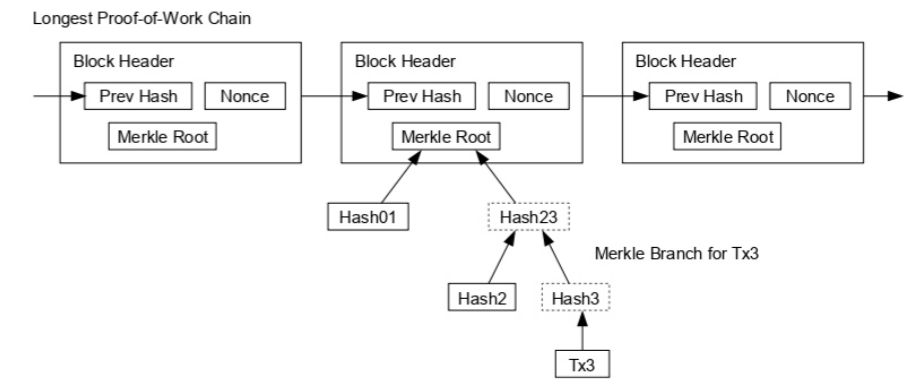 Longest Proof-of-Work Chain
Block Header
Prev Hash
Nonce
Merkle Root
Block Header
Prev Hash
Nonce
Merkle Root
Block Header
Prev Hash
Nonce
Merkle Root
Hash01
Hash23
Merkle Branch for Tx3
Hash2
Hash3
Tx3